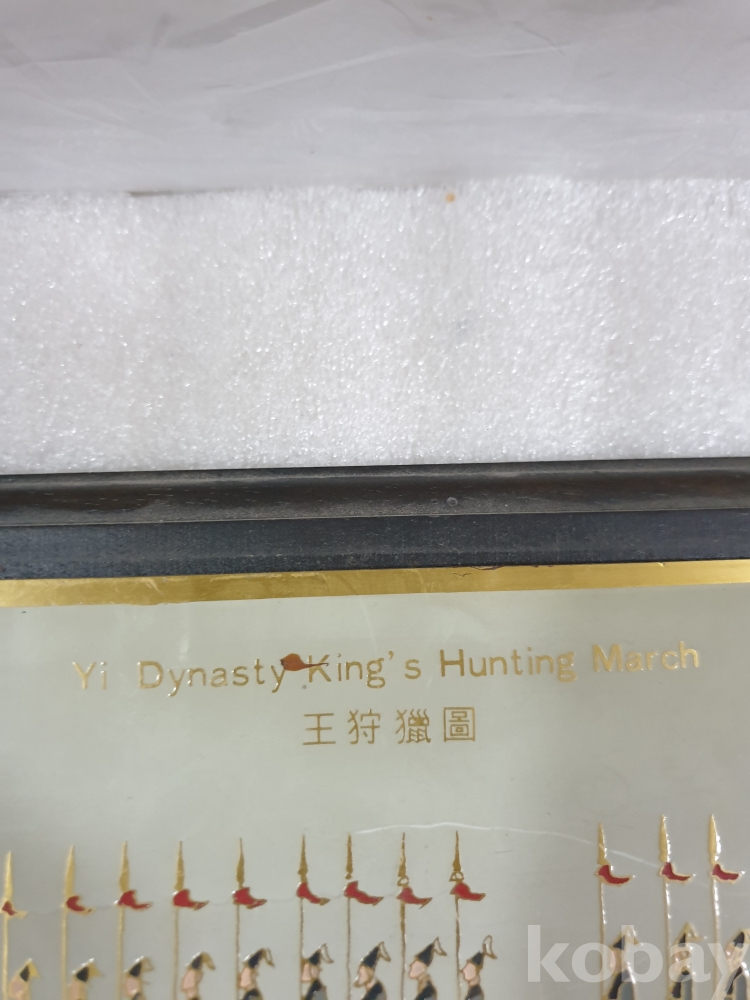 Yi Dynasty King's Hunting March
王狩獵圖
kobay